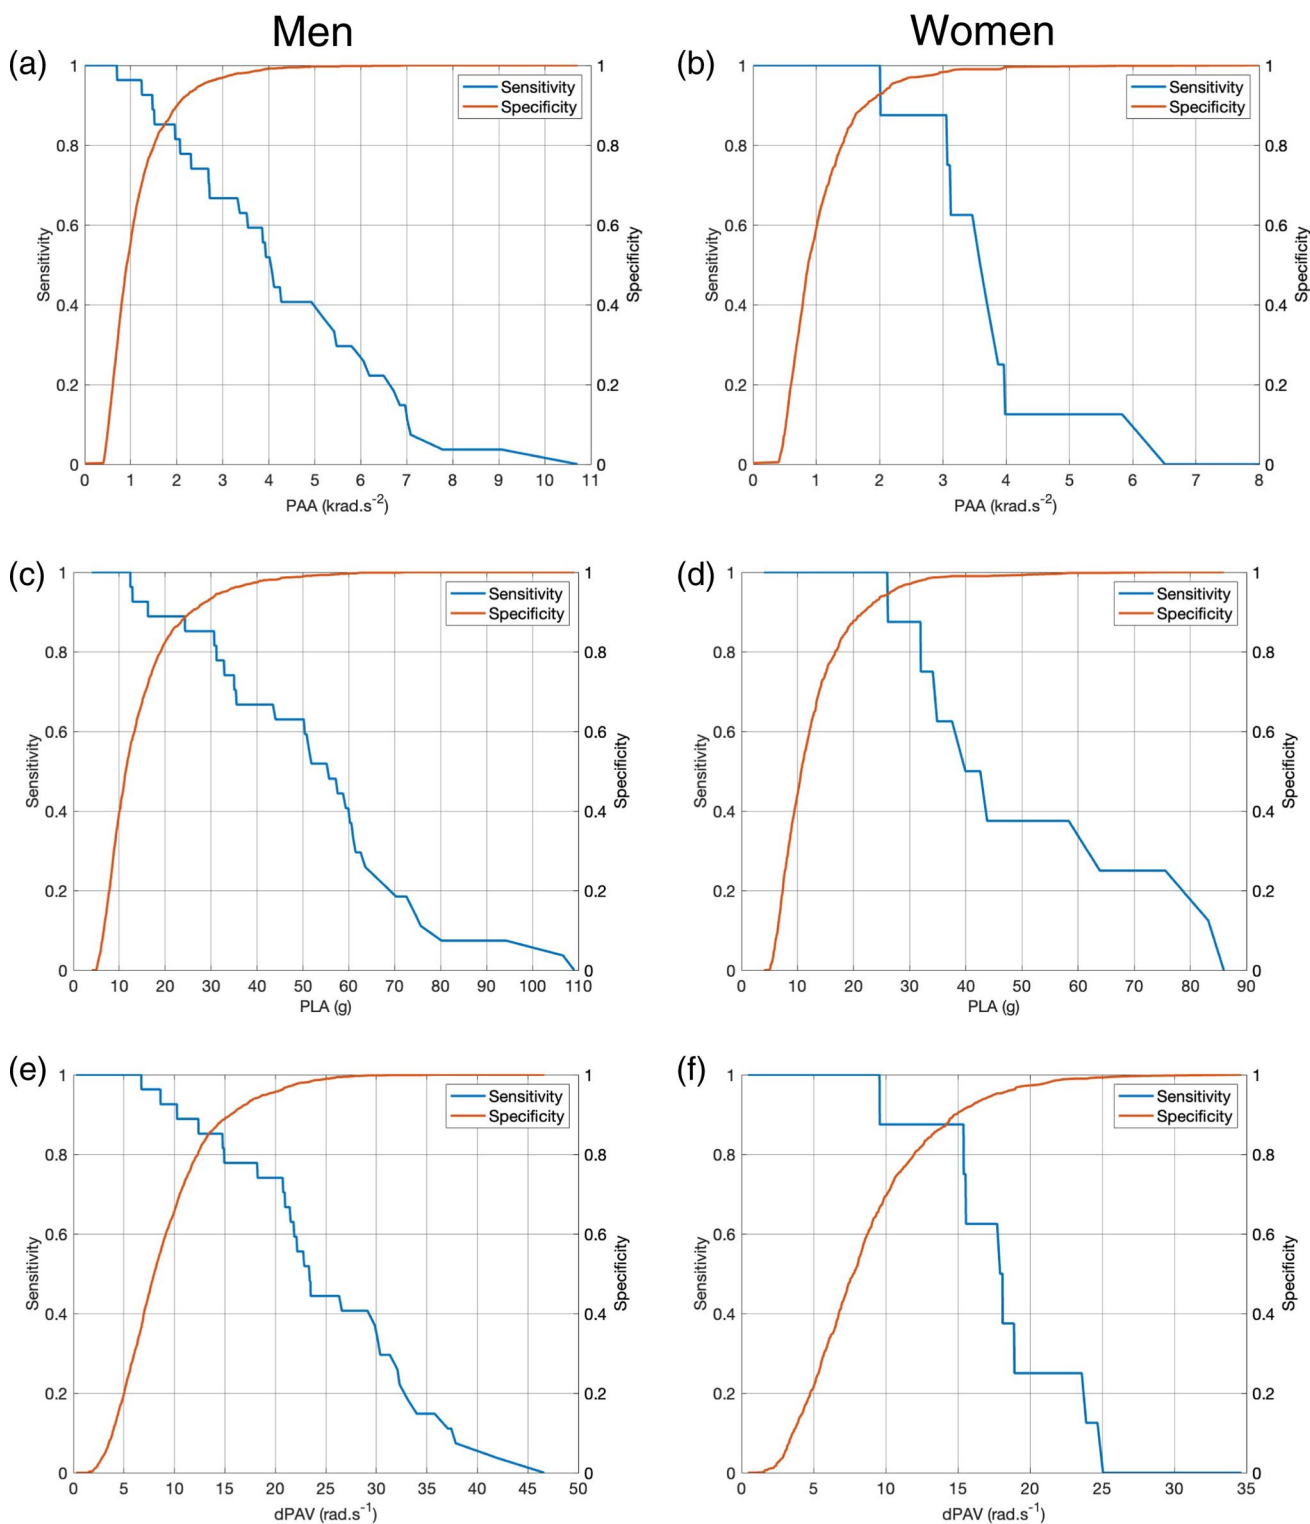 Men
Women
(a)
1
0.8
0.6
0.4
0.2
0
Sensitivity
Sensitivity
Specificity
1
0.8
0.6
0.4
0.2
0
Specificity
0 1 2 3 4 5 6 7 8 9 10 11
PAA (krad.s-2)
(b)
1
0.8
0.6
0.4
0.2
0
Sensitivity
Sensitivity
Specificity
1
0.8
0.6
0.4
0.2
0
Specificity
0 1 2 3 4 5 6 7 8
PAA (krad.s-2)
(c)
1
0.8
0.6
0.4
0.2
0
Sensitivity
Sensitivity
Specificity
1
0.8
0.6
0.4
0.2
0
Specificity
0 10 20 30 40 50 60 70 80 90 100 110
PLA (g)
(d)
1
0.8
0.6
0.4
0.2
0
Sensitivity
Sensitivity
Specificity
1
0.8
0.6
0.4
0.2
0
Specificity
0 10 20 30 40 50 60 70 80 90
PLA (g)
(e)
1
0.8
0.6
0.4
0.2
0
Sensitivity
Sensitivity
Specificity
1
0.8
0.6
0.4
0.2
0
Specificity
0 5 10 15 20 25 30 35 40 45 50
dPAV (rad.s-1)
(f)
1
0.8
0.6
0.4
0.2
0
Sensitivity
Sensitivity
Specificity
1
0.8
0.6
0.4
0.2
0
Specificity
0 5 10 15 20 25 30 35
dPAV (rad.s-1)